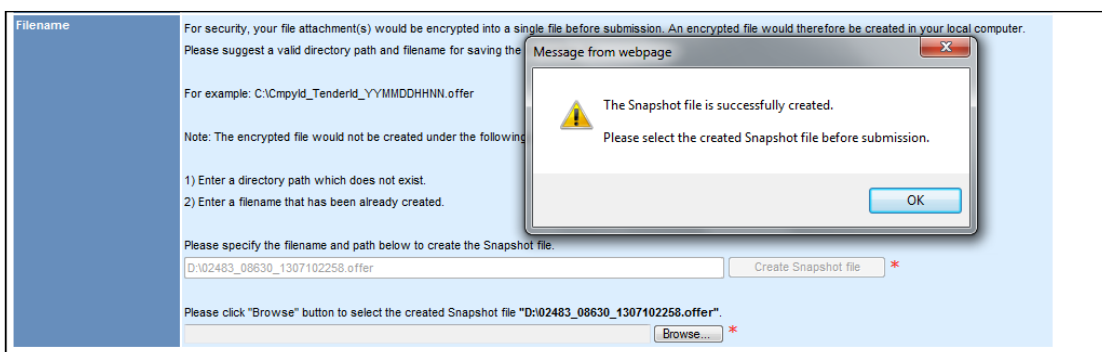 Filename
For security, your file attachment(s) would be encrypted into a single file before submission. An encrypted file would therefore be created in your local computer.
Please suggest a valid directory path and filename for saving the
Message from webpage
For example: C:\CmpyId_TenderId_YYMMDDHHNN.offer
The Snapshot file is successfully created.
Please select the created Snapshot file before submission.
Note: The encrypted file would not be created under the following
1) Enter a directory path which does not exist.
2) Enter a filename that has been already created.
OK
Please specify the filename and path below to create the Snapshot file.
D:\02483_08630_1307102258.offer
Create Snapshot file *
Please click "Browse" button to select the created Snapshot file "D:\02483_08630_1307102258.offer".
Browse... *